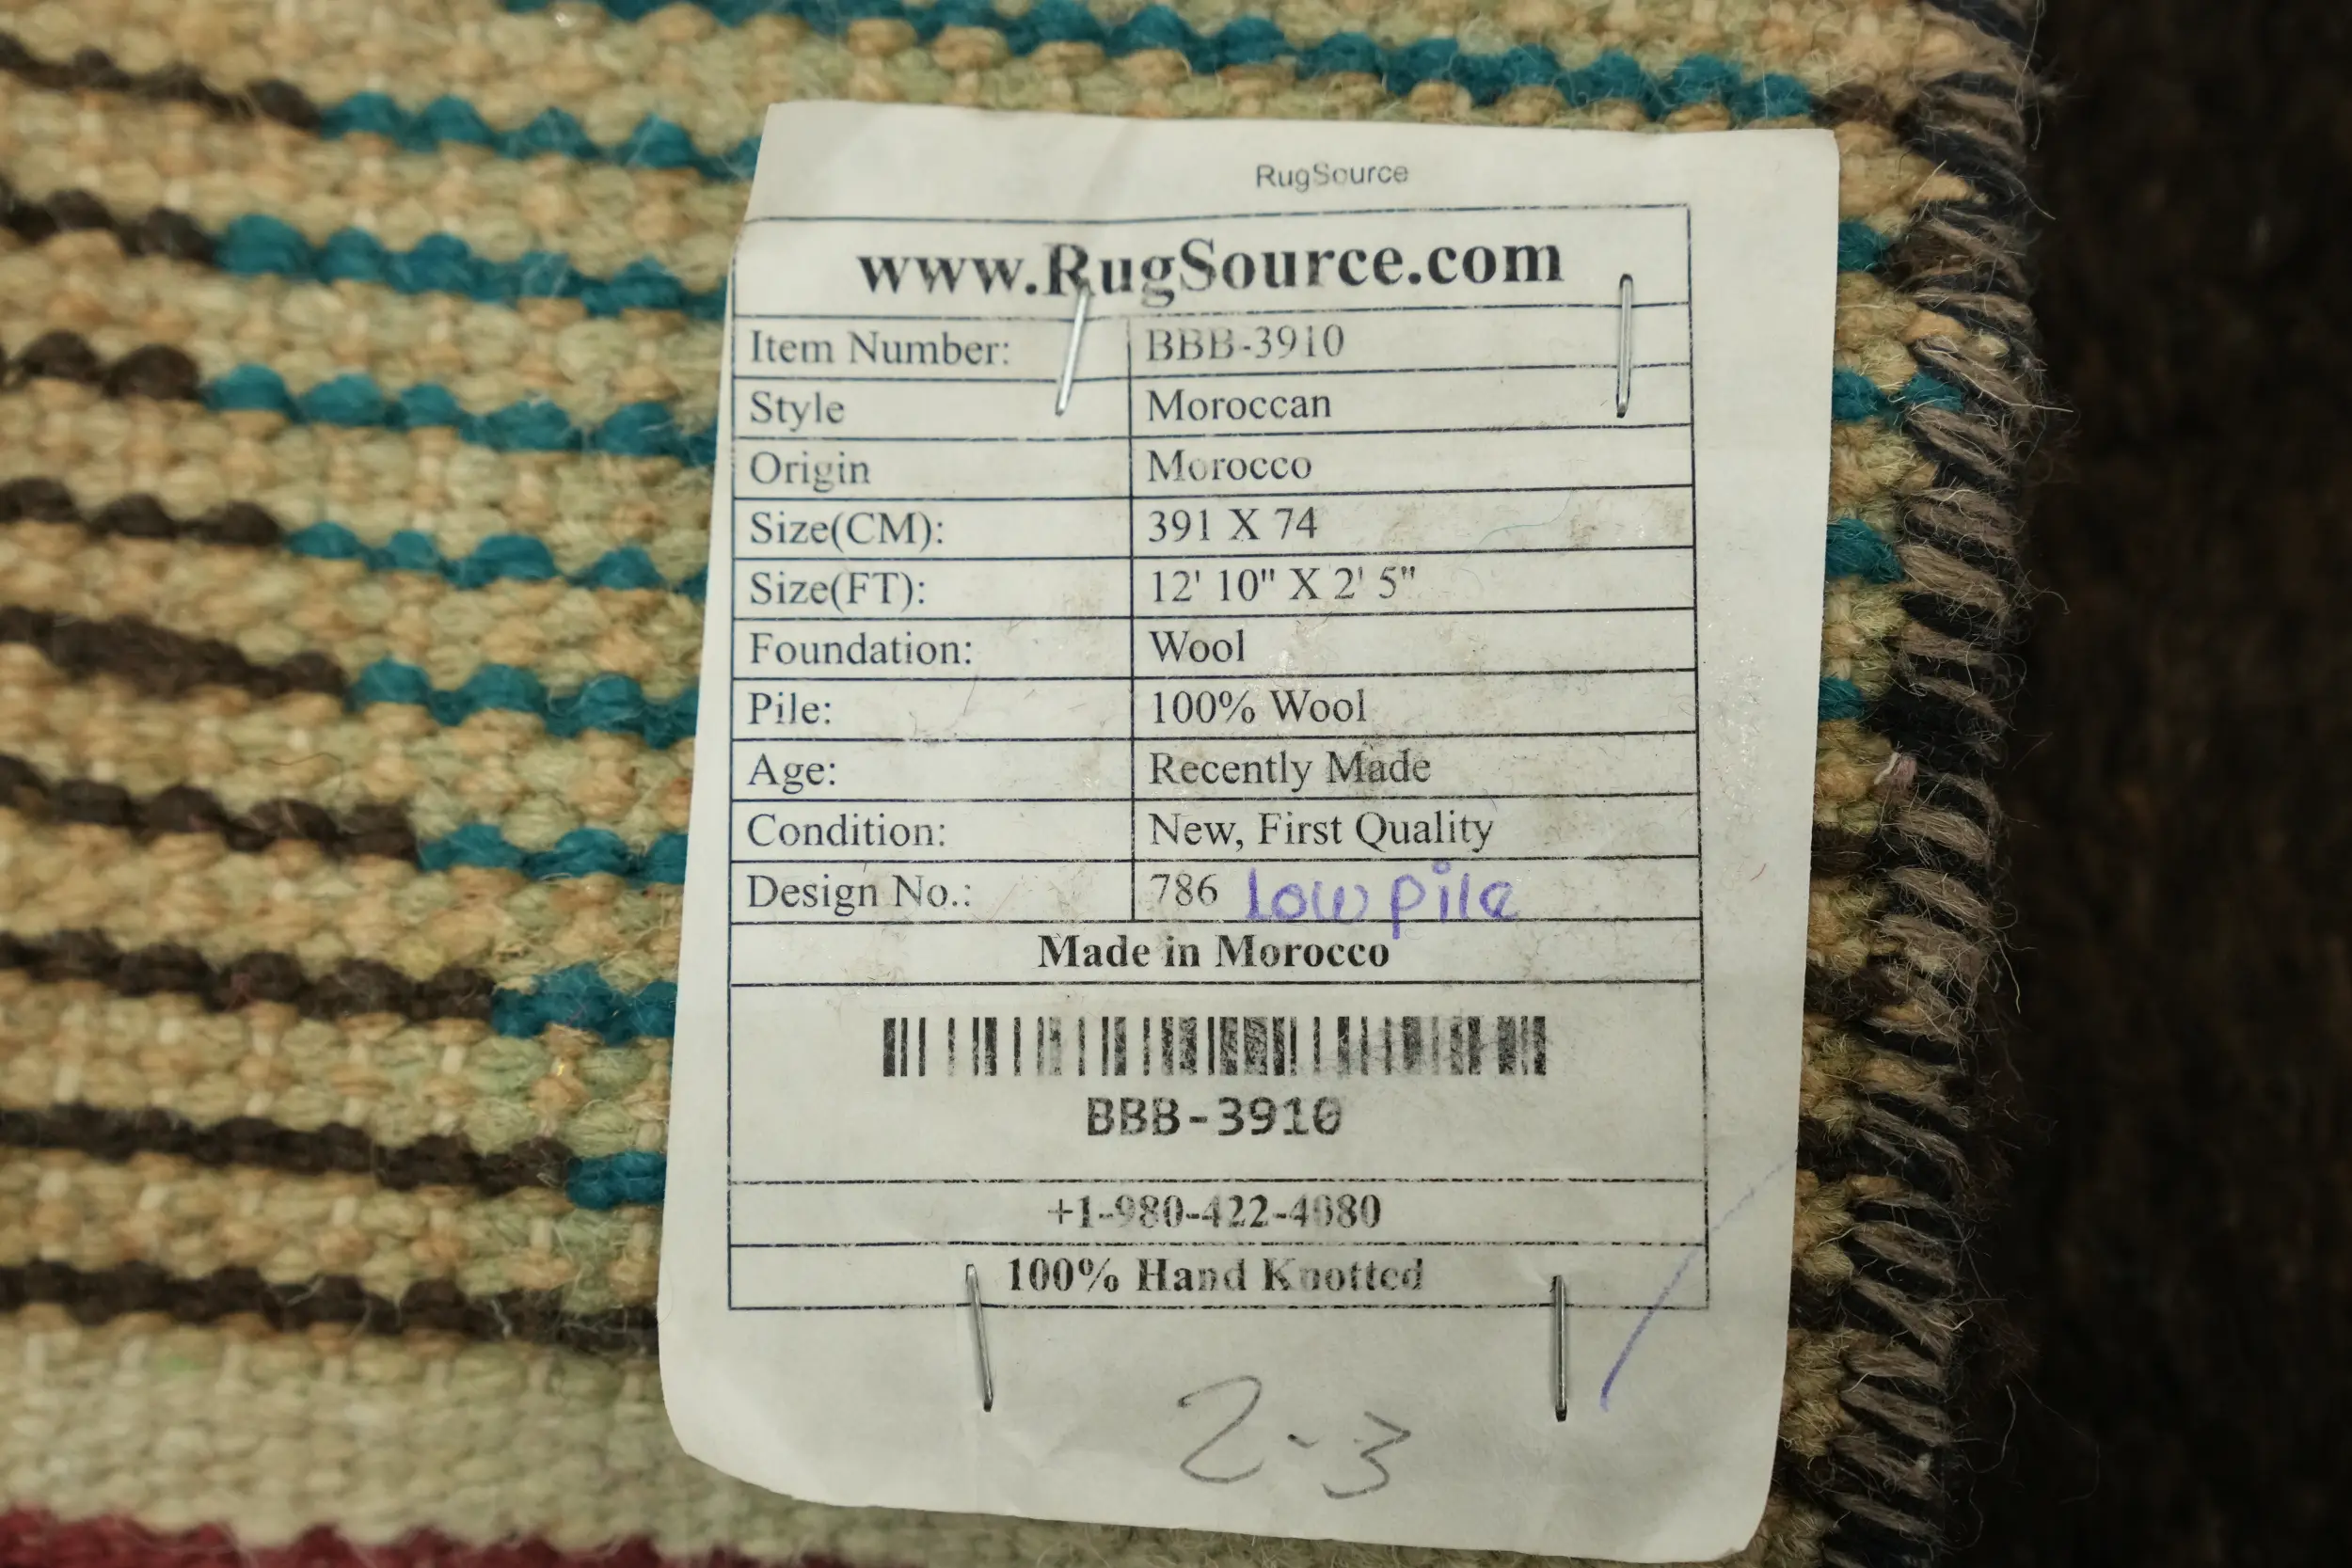 RugSource
www.RugSource.com
Item Number: BBB-3910
Style Moroccan
Origin Morocco
Size(CM): 391 X 74
Size(FT): 12' 10" X 2' 5"
Foundation: Wool
Pile: 100% Wool
Age: Recently Made
Condition: New, First Quality
Design No.: 786 low pile
Made in Morocco
BBB-3910
+1-980-422-4080
100% Hand Knotted
2-3